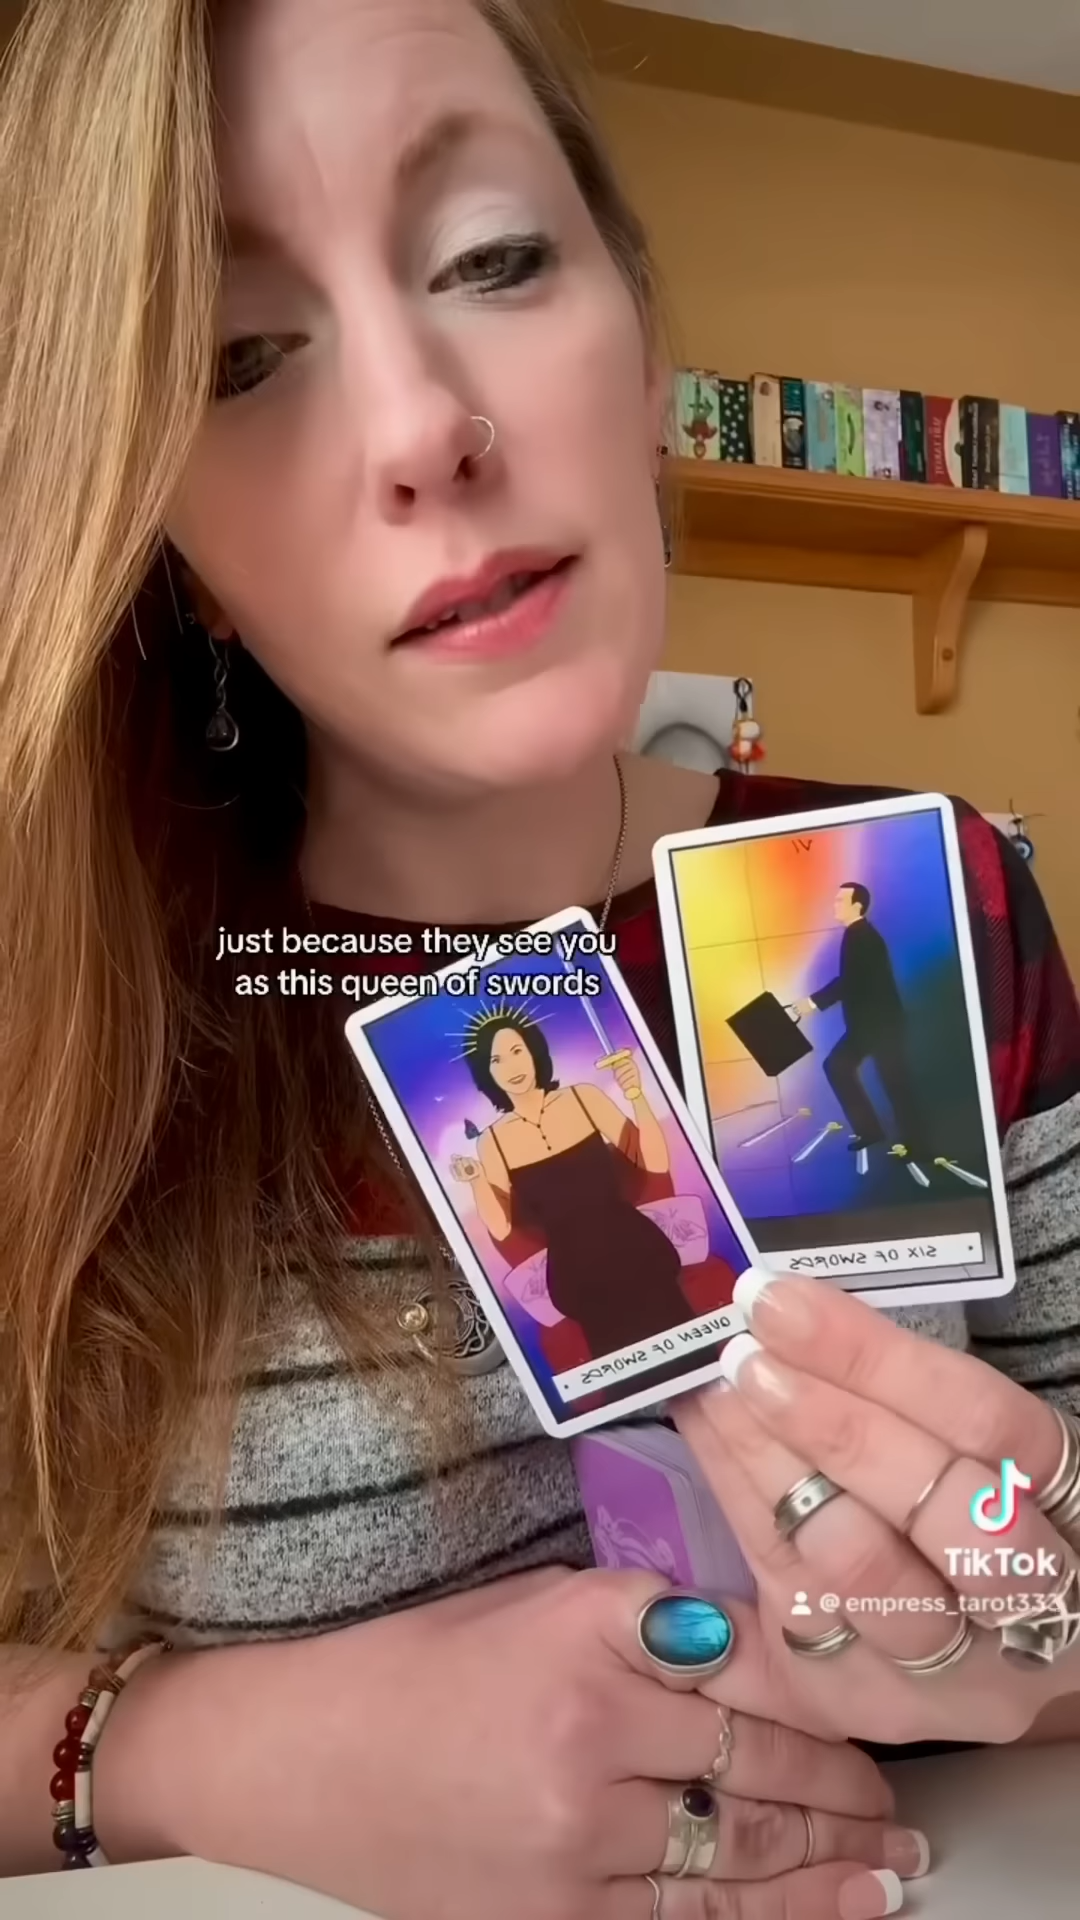 just because they see you
as this queen of swords
VI
SIX OF SWORDS
QUEEN OF SWORDS
TikTok
@empress_tarot333